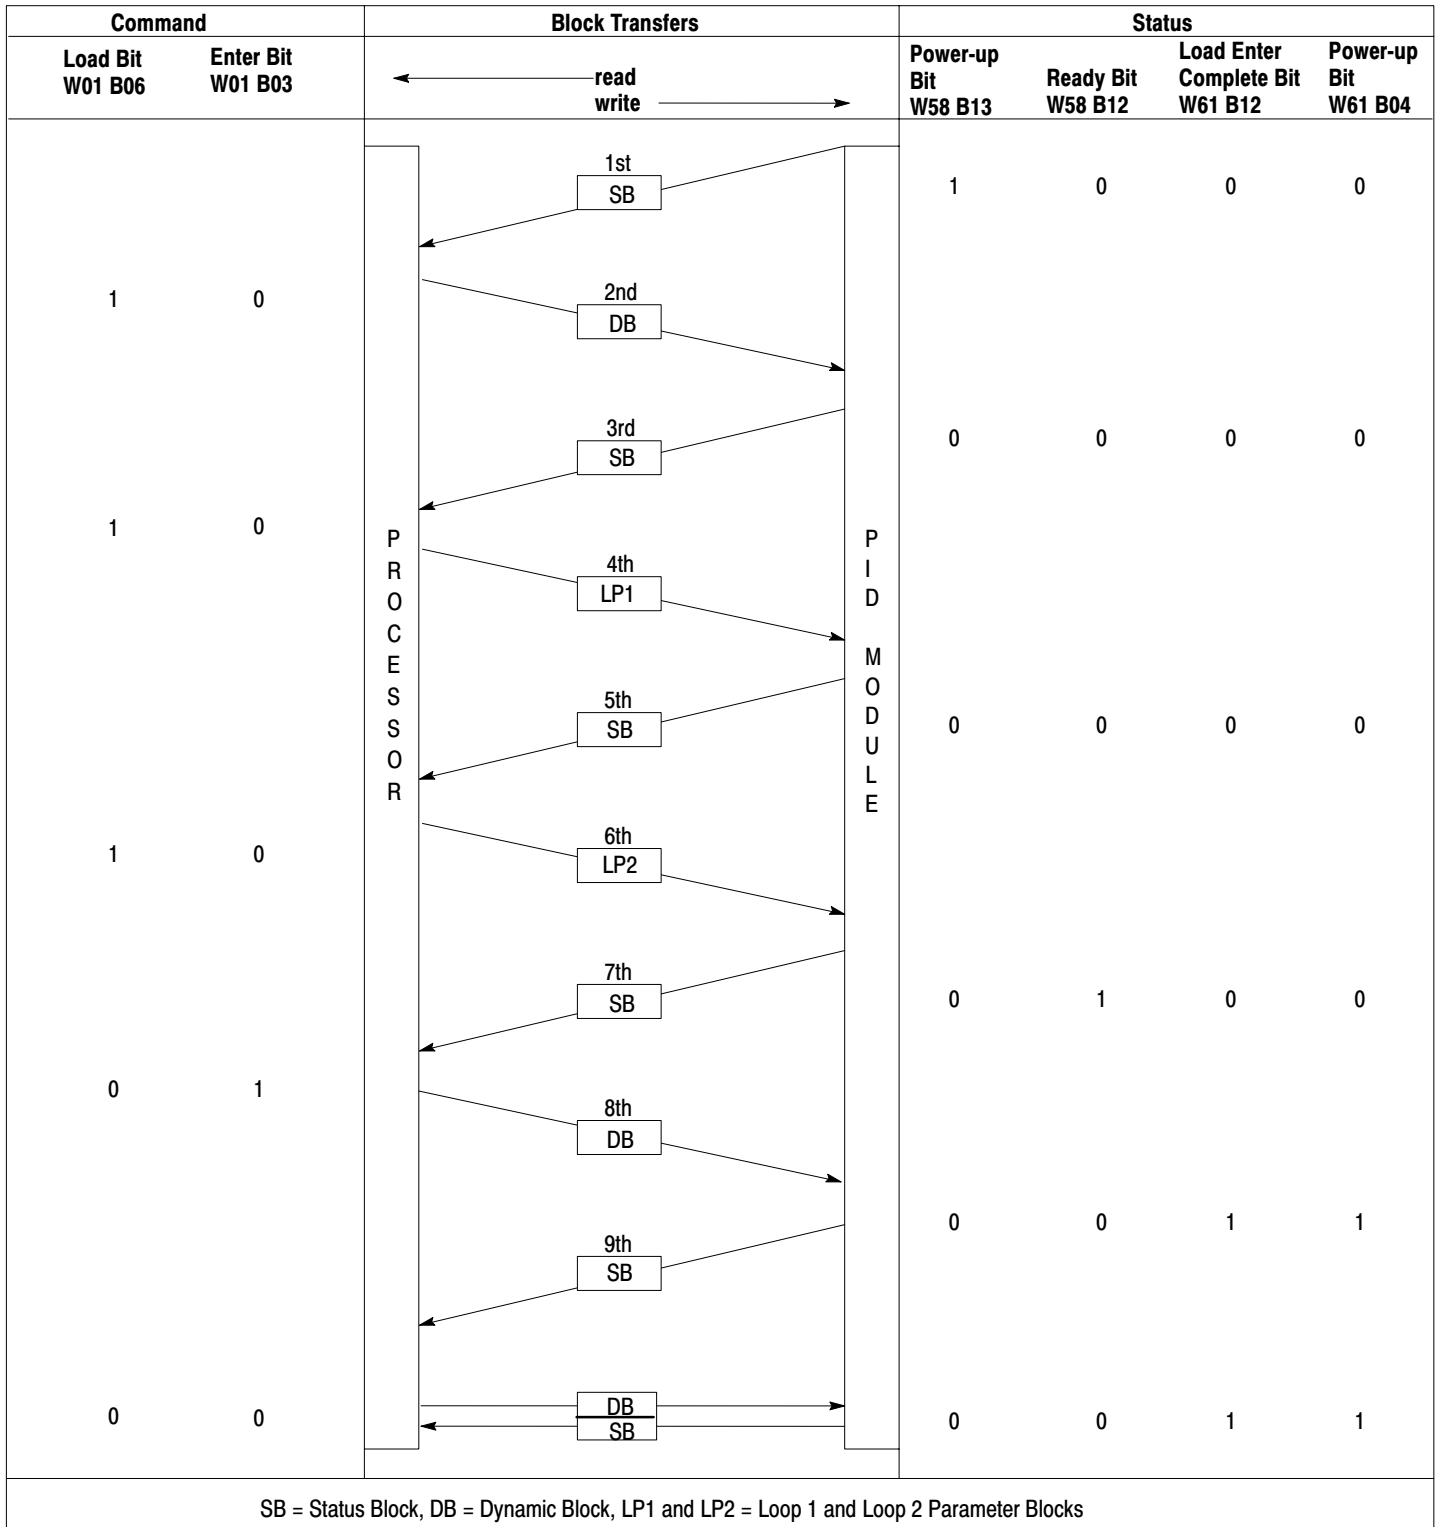 Command
Block Transfers
Status
Load Bit
W01 B06
Enter Bit
W01 B03
read
write
Power-up
Bit
W58 B13
Ready Bit
W58 B12
Load Enter
Complete Bit
W61 B12
Power-up
Bit
W61 B04
1st
SB
1 0 0 0
1 0
2nd
DB
3rd
SB
0 0 0 0
1 0
PROCESSOR
PID MODULE
4th
LP1
5th
SB
0 0 0 0
1 0
6th
LP2
7th
SB
0 1 0 0
0 1
8th
DB
0 0 1 1
9th
SB
0 0
DB
SB
0 0 1 1
SB = Status Block, DB = Dynamic Block, LP1 and LP2 = Loop 1 and Loop 2 Parameter Blocks